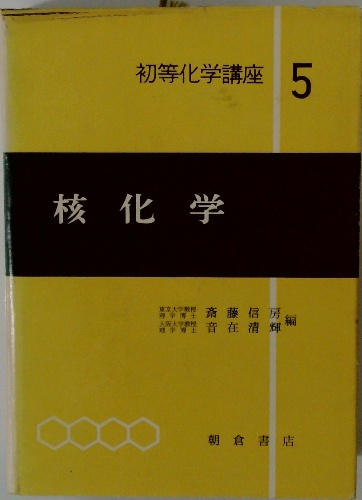 初等化学講座 5
核化学
東京大学教授
理学博士 斎藤信房
大阪大学教授
理学博士 音在清輝 編
朝倉書店